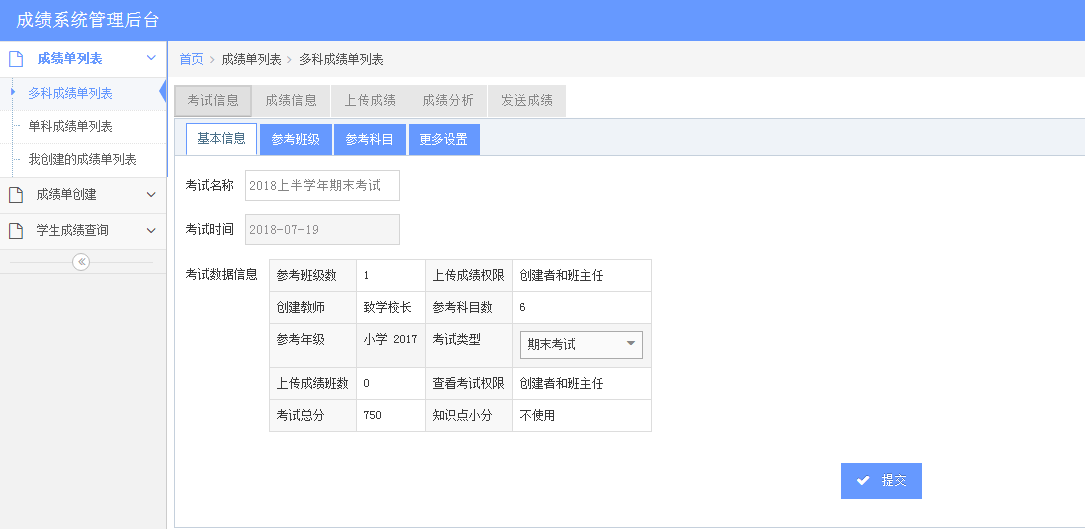 成绩系统管理后台
成绩单列表
首页 > 成绩单列表 > 多科成绩单列表
多科成绩单列表
单科成绩单列表
我创建的成绩单列表
成绩单创建
学生成绩查询
考试信息 成绩信息 上传成绩 成绩分析 发送成绩
基本信息 参考班级 参考科目 更多设置
考试名称 2018上半学年期末考试
考试时间 2018-07-19
考试数据信息 参考班级数 1 上传成绩权限 创建者和班主任
创建教师 致学校长 参考科目数 6
参考年级 小学 2017 考试类型 期末考试
上传成绩班数 0 查看考试权限 创建者和班主任
考试总分 750 知识点小分 不使用
提交